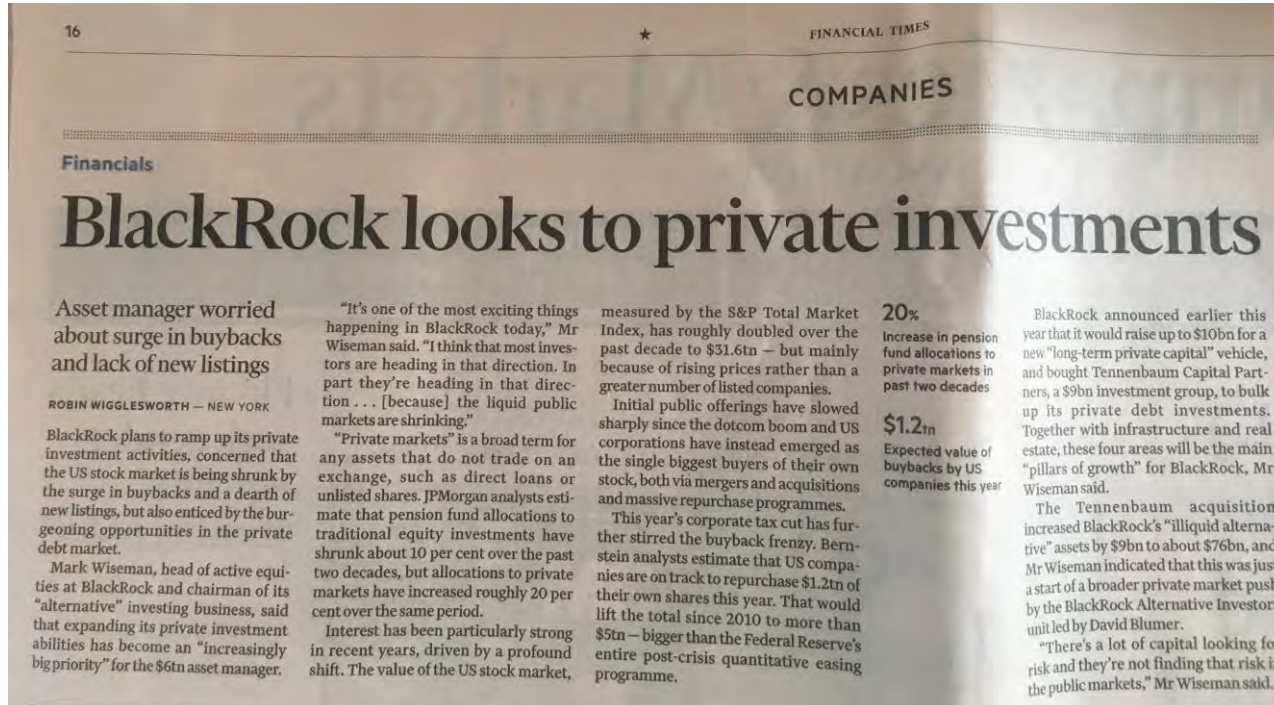 16
★
FINANCIAL TIMES
COMPANIES
Financials
BlackRock looks to private investments
Asset manager worried
about surge in buybacks
and lack of new listings
ROBIN WIGGLESWORTH — NEW YORK
BlackRock plans to ramp up its private
investment activities, concerned that
the US stock market is being shrunk by
the surge in buybacks and a dearth of
new listings, but also enticed by the bur-
geoning opportunities in the private
debt market.
Mark Wiseman, head of active equi-
ties at BlackRock and chairman of its
“alternative” investing business, said
that expanding its private investment
abilities has become an “increasingly
big priority” for the $6tn asset manager.
“It’s one of the most exciting things
happening in BlackRock today,” Mr
Wiseman said. “I think that most inves-
tors are heading in that direction. In
part they’re heading in that direc-
tion . . . [because] the liquid public
markets are shrinking.”
“Private markets” is a broad term for
any assets that do not trade on an
exchange, such as direct loans or
unlisted shares. JPMorgan analysts esti-
mate that pension fund allocations to
traditional equity investments have
shrunk about 10 per cent over the past
two decades, but allocations to private
markets have increased roughly 20 per
cent over the same period.
Interest has been particularly strong
in recent years, driven by a profound
shift. The value of the US stock market,
measured by the S&P Total Market
Index, has roughly doubled over the
past decade to $31.6tn — but mainly
because of rising prices rather than a
greater number of listed companies.
Initial public offerings have slowed
sharply since the dotcom boom and US
corporations have instead emerged as
the single biggest buyers of their own
stock, both via mergers and acquisitions
and massive repurchase programmes.
This year’s corporate tax cut has fur-
ther stirred the buyback frenzy. Bern-
stein analysts estimate that US compa-
nies are on track to repurchase $1.2tn of
their own shares this year. That would
lift the total since 2010 to more than
$5tn — bigger than the Federal Reserve’s
entire post-crisis quantitative easing
programme.
20%
Increase in pension
fund allocations to
private markets in
past two decades
$1.2tn
Expected value of
buybacks by US
companies this year
BlackRock announced earlier this
year that it would raise up to $10bn for a
new “long-term private capital” vehicle,
and bought Tennenbaum Capital Part-
ners, a $9bn investment group, to bulk
up its private debt investments.
Together with infrastructure and real
estate, these four areas will be the main
“pillars of growth” for BlackRock, Mr
Wiseman said.
The Tennenbaum acquisition
increased BlackRock’s “illiquid alterna-
tive” assets by $9bn to about $76bn, and
Mr Wiseman indicated that this was just
a start of a broader private market push
by the BlackRock Alternative Investor
unit led by David Blumer.
“There’s a lot of capital looking fo
risk and they’re not finding that risk i
the public markets,” Mr Wiseman said.